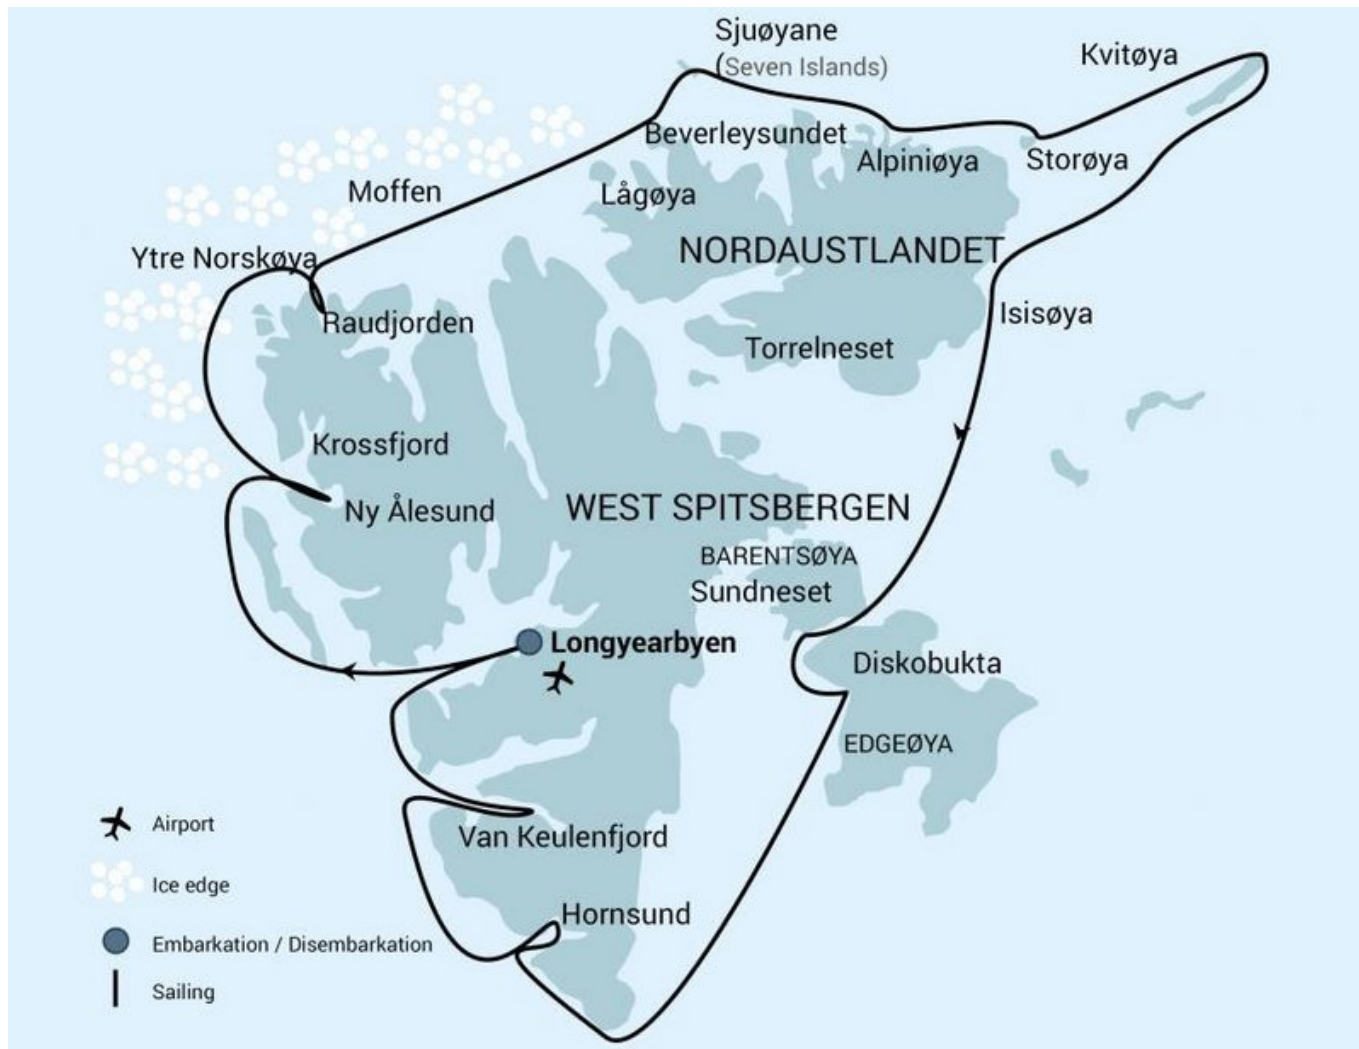 Sjuøyane
(Seven Islands)
Kvitøya
Beverleysundet
Alpiniøya
Storøya
Moffen
Lågøya
NORDAUSTLANDET
Ytre Norskøya
Isisøya
Raudjorden
Torrelneset
Krossfjord
Ny Ålesund
WEST SPITSBERGEN
BARENTSØYA
Sundneset
Longyearbyen
Diskobukta
EDGEØYA
Van Keulenfjord
Hornsund
Airport
Ice edge
Embarkation / Disembarkation
Sailing